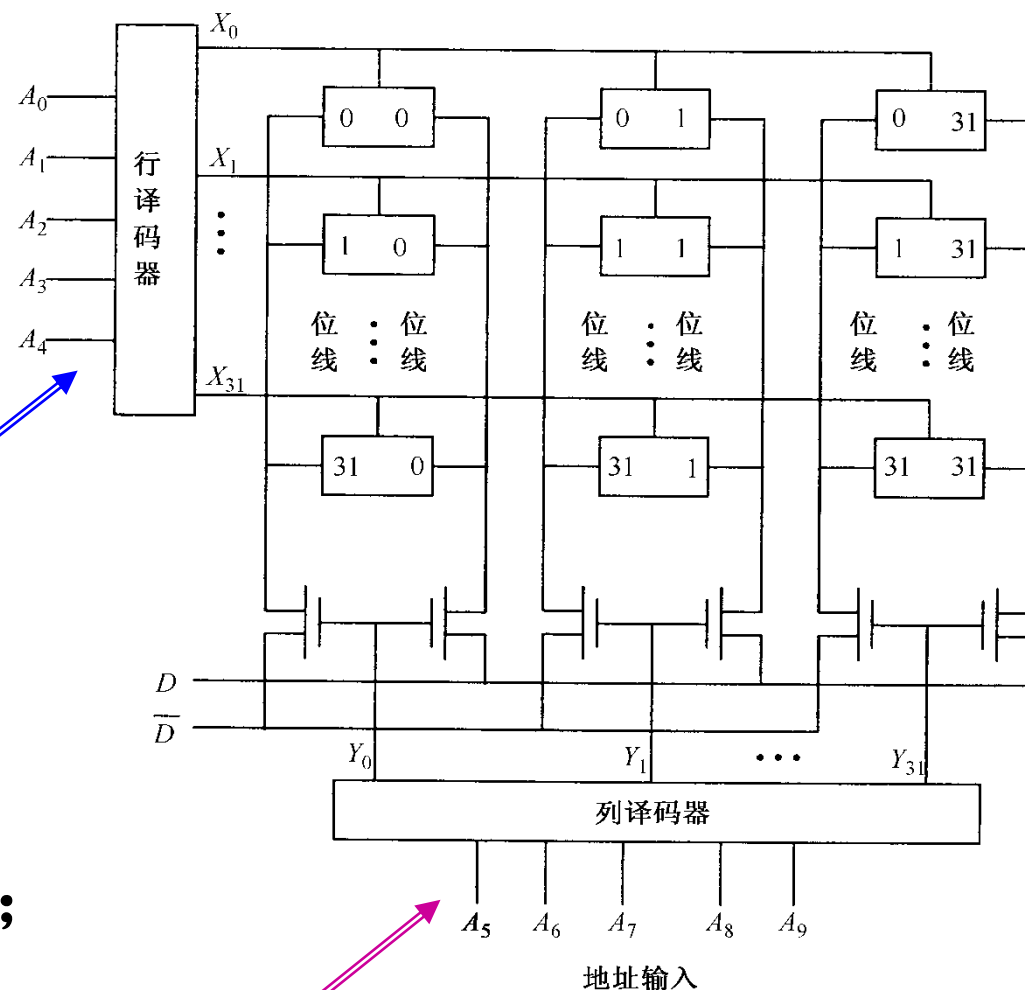 X₀
0 0
0 1
0 31
A₀
A₁
A₂
A₃
A₄
行译码器
X₁
⋮
1 0
1 1
1 31
位线 ⋮ 位线
位线 ⋮ 位线
位线 ⋮ 位线
X₃₁
31 0
31 1
31 31
D
D̅
Y₀
Y₁
•••
Y₃₁
列译码器
;
A₅ A₆ A₇ A₈ A₉
地址输入